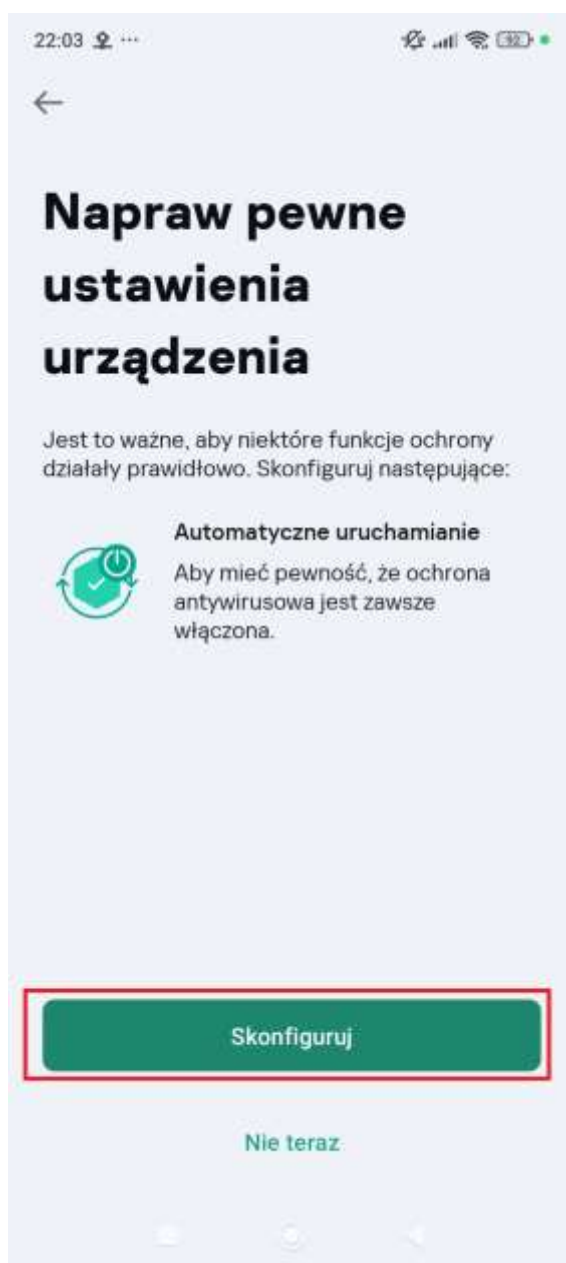 22:03
92
Napraw pewne
ustawienia
urządzenia
Jest to ważne, aby niektóre funkcje ochrony
działały prawidłowo. Skonfiguruj następujące:
Automatyczne uruchamianie
Aby mieć pewność, że ochrona
antywirusowa jest zawsze
włączona.
Skonfiguruj
Nie teraz